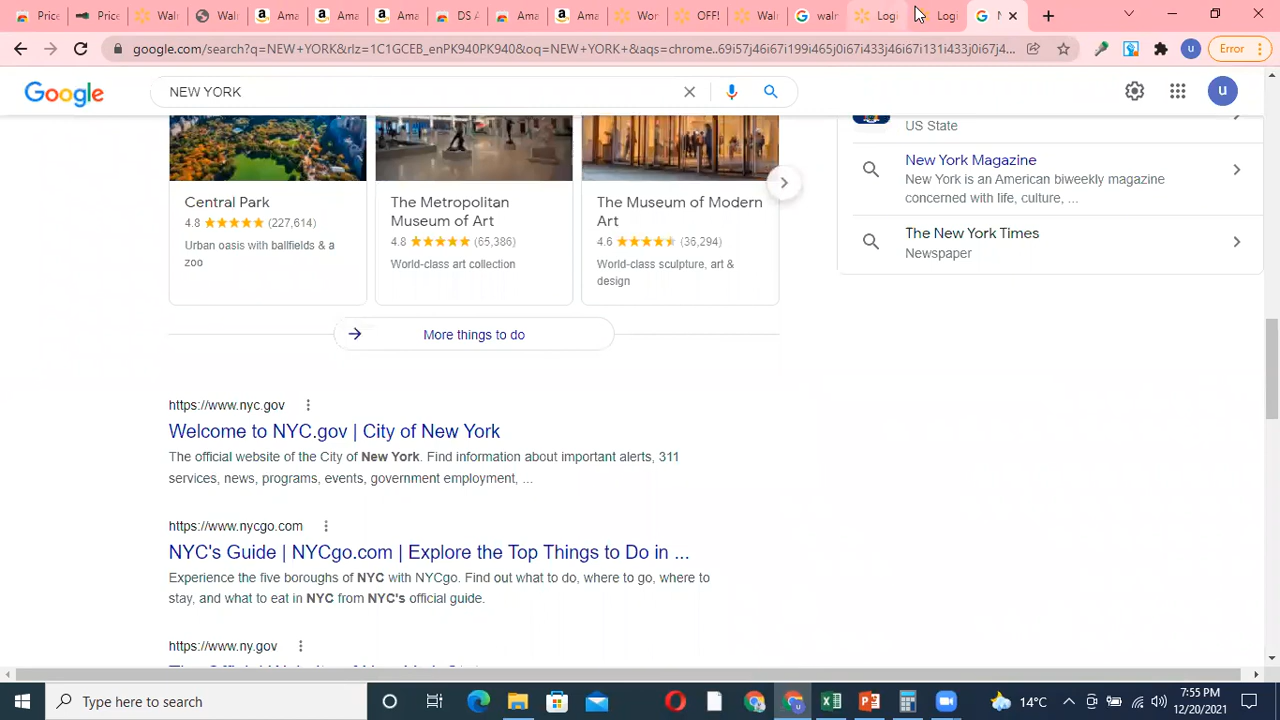 Price
Price
Waln
Waln
Ama
Ama
Ama
DS A
Ama
Ama
Wor
OFFI
Waln
walm
Logi
Logi
google.com/search?q=NEW+YORK&rlz=1C1GCEB_enPK940PK940&oq=NEW+YORK+&aqs=chrome..69i57j46i67i199i465j0i67i433j46i67i131i433j0i67j4...
u
Error
Google
NEW YORK
u
US State
New York Magazine
New York is an American biweekly magazine
concerned with life, culture, ...
The New York Times
Newspaper
Central Park
4.8 (227,614)
Urban oasis with ballfields & a
zoo
The Metropolitan
Museum of Art
4.8 (65,386)
World-class art collection
The Museum of Modern
Art
4.6 (36,294)
World-class sculpture, art &
design
More things to do
https://www.nyc.gov
Welcome to NYC.gov | City of New York
The official website of the City of New York. Find information about important alerts, 311
services, news, programs, events, government employment, ...
https://www.nycgo.com
NYC's Guide | NYCgo.com | Explore the Top Things to Do in ...
Experience the five boroughs of NYC with NYCgo. Find out what to do, where to go, where to
stay, and what to eat in NYC from NYC's official guide.
https://www.ny.gov
Type here to search
14°C
7:55 PM
12/20/2021